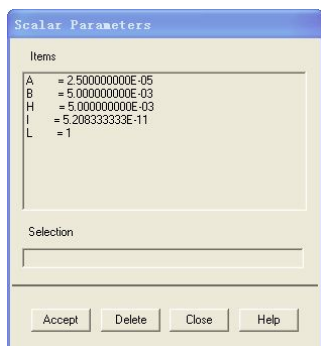 Scalar Parameters
Items
A = 2.500000000E-05
B = 5.000000000E-03
H = 5.000000000E-03
I = 5.208333333E-11
L = 1
Selection
Accept Delete Close Help